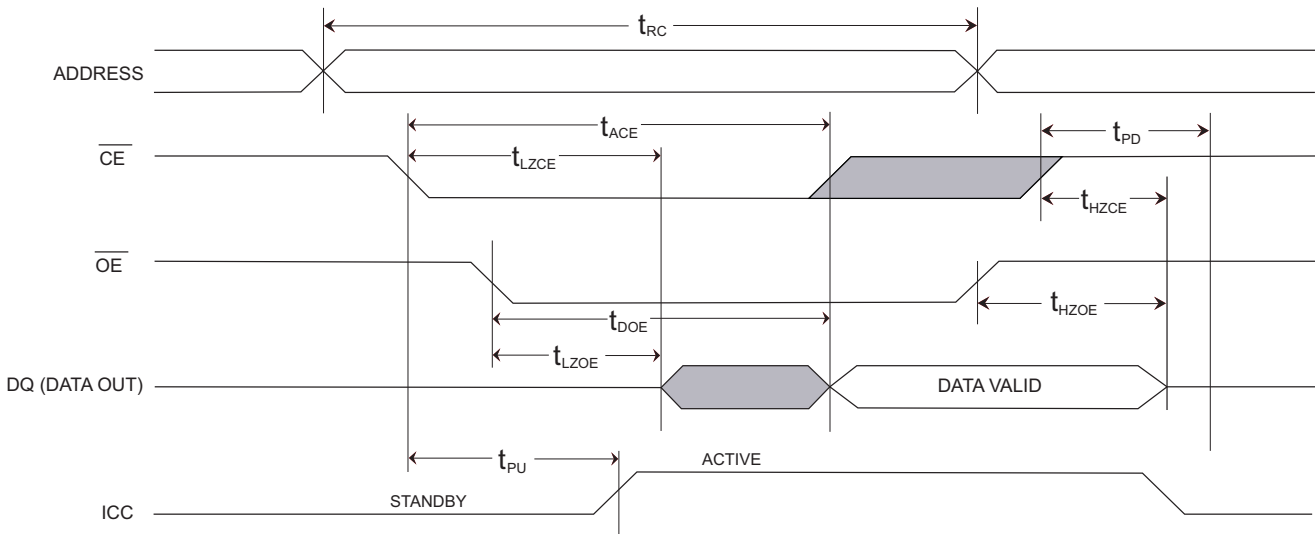 tRC
ADDRESS
tACE
tPD
CE
tLZCE
tHZCE
OE
tHZOE
tDOE
tLZOE
DQ (DATA OUT)
DATA VALID
tPU
ACTIVE
STANDBY
ICC